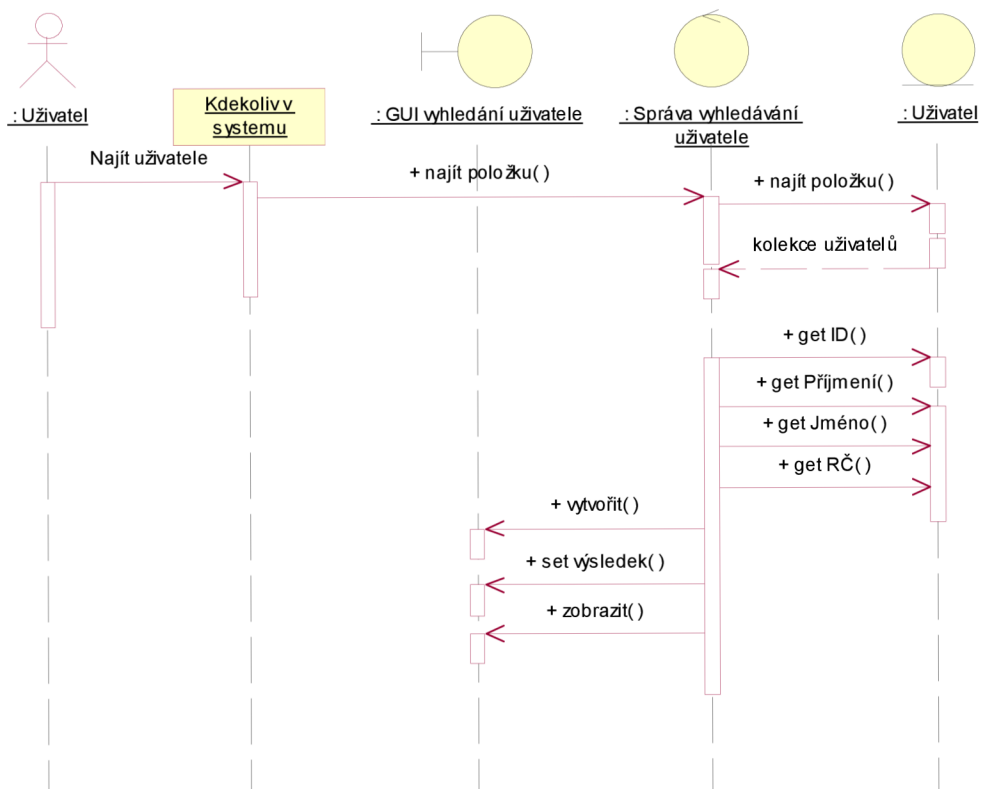 : Uživatel
Kdekoliv v
systemu
: GUI vyhledání uživatele
: Správa vyhledávání
uživatele
: Uživatel
Najít uživatele
+ najít položku( )
+ najít položku( )
kolekce uživatelů
+ get ID( )
+ get Příjmení( )
+ get Jméno( )
+ get RČ( )
+ vytvořit( )
+ set výsledek( )
+ zobrazit( )